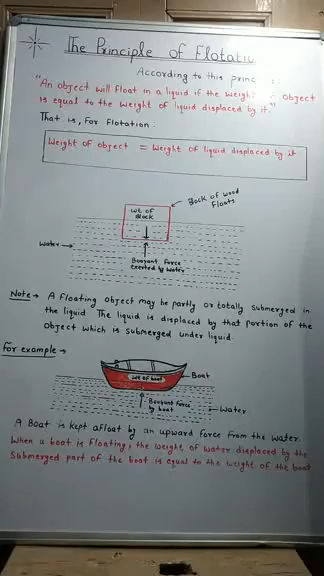 The Principle of Flotatio
According to this princ
"An object will float in a liquid if the weigh object
is equal to the weight of liquid displaced by it."
That is, for flotation:
Weight of object = Weight of liquid displaced by it
Block of wood
Floats
wt of
Block
Water
Buoyant force
exerted by water
Note → A floating object may be partly or totally submerged in
the liquid. The liquid is displaced by that portion of the
object which is submerged under liquid.
For example →
wt of boat
Boat
Buoyant force
by boat
Water
A Boat is kept afloat by an upward force from the water.
When a boat is floating, the weight of water displaced by the
submerged part of the boat is equal to the weight of the boat